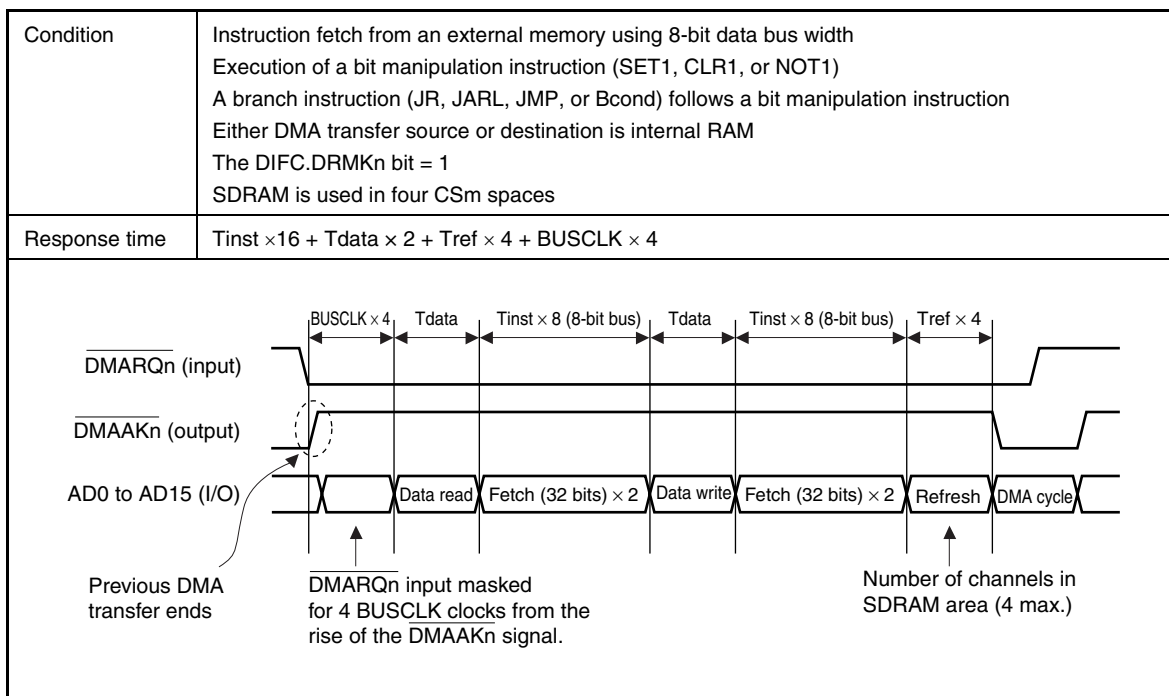 Condition
Instruction fetch from an external memory using 8-bit data bus width
Execution of a bit manipulation instruction (SET1, CLR1, or NOT1)
A branch instruction (JR, JARL, JMP, or Bcond) follows a bit manipulation instruction
Either DMA transfer source or destination is internal RAM
The DIFC.DRMKn bit = 1
SDRAM is used in four CSm spaces
Response time
Tinst ×16 + Tdata × 2 + Tref × 4 + BUSCLK × 4
BUSCLK × 4 Tdata Tinst × 8 (8-bit bus) Tdata Tinst × 8 (8-bit bus) Tref × 4
DMARQn (input)
DMAAKn (output)
AD0 to AD15 (I/O)
Data read Fetch (32 bits) × 2 Data write Fetch (32 bits) × 2 Refresh DMA cycle
Previous DMA
transfer ends
DMARQn input masked
for 4 BUSCLK clocks from the
rise of the DMAAKn signal.
Number of channels in
SDRAM area (4 max.)